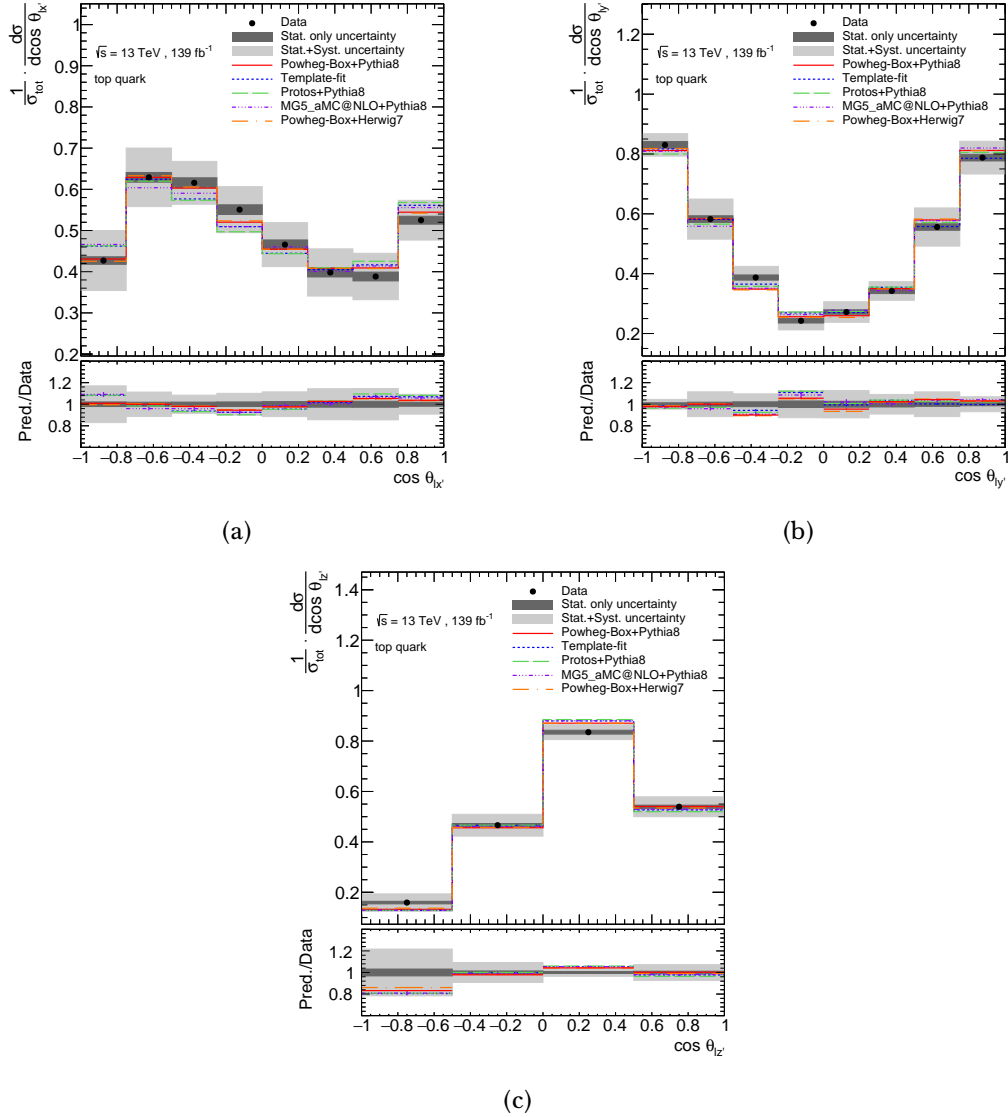 1/σ_tot · dσ/dcos θ_lx'
√s = 13 TeV , 139 fb⁻¹
top quark
Data
Stat. only uncertainty
Stat.+Syst. uncertainty
Powheg-Box+Pythia8
Template-fit
Protos+Pythia8
MG5_aMC@NLO+Pythia8
Powheg-Box+Herwig7
1
0.9
0.8
0.7
0.6
0.5
0.4
0.3
0.2
Pred./Data
1.2
1
0.8
−1 −0.8 −0.6 −0.4 −0.2 0 0.2 0.4 0.6 0.8 1
cos θ_lx'
(a)
1/σ_tot · dσ/dcos θ_ly'
√s = 13 TeV , 139 fb⁻¹
top quark
Data
Stat. only uncertainty
Stat.+Syst. uncertainty
Powheg-Box+Pythia8
Template-fit
Protos+Pythia8
MG5_aMC@NLO+Pythia8
Powheg-Box+Herwig7
1.2
1
0.8
0.6
0.4
0.2
Pred./Data
1.2
1
0.8
−1 −0.8 −0.6 −0.4 −0.2 0 0.2 0.4 0.6 0.8 1
cos θ_ly'
(b)
1/σ_tot · dσ/dcos θ_lz'
√s = 13 TeV , 139 fb⁻¹
top quark
Data
Stat. only uncertainty
Stat.+Syst. uncertainty
Powheg-Box+Pythia8
Template-fit
Protos+Pythia8
MG5_aMC@NLO+Pythia8
Powheg-Box+Herwig7
1.4
1.2
1
0.8
0.6
0.4
0.2
Pred./Data
1.2
1
0.8
−1 −0.8 −0.6 −0.4 −0.2 0 0.2 0.4 0.6 0.8 1
cos θ_lz'
(c)